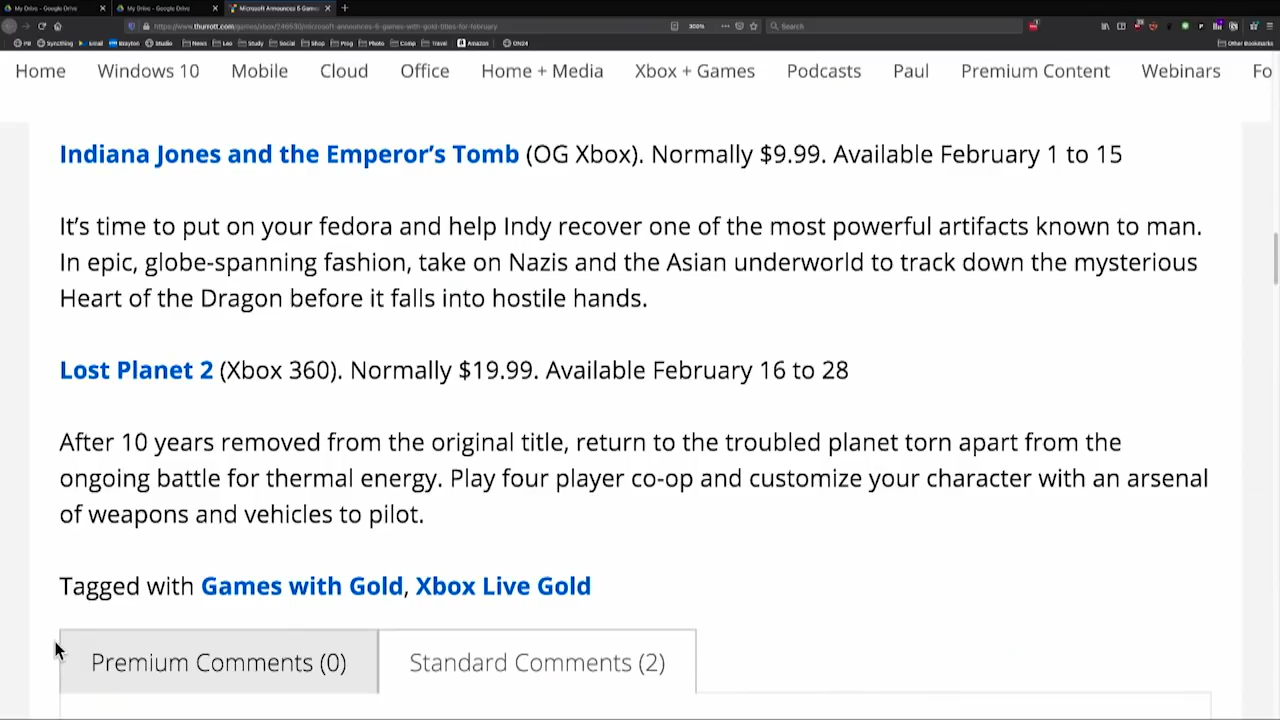 My Drive - Google Drive
My Drive - Google Drive
Microsoft Announces 6 Games
https://www.thurrott.com/games/xbox/246530/microsoft-announces-6-games-with-gold-titles-for-february
308%
Search
PB Syncthing Email Brayton Studio News Leo Study Social Shop Prog Photo Comp Travel Amazon ON24 Other Bookmarks
Home Windows 10 Mobile Cloud Office Home + Media Xbox + Games Podcasts Paul Premium Content Webinars Fo
Indiana Jones and the Emperor’s Tomb (OG Xbox). Normally $9.99. Available February 1 to 15
It’s time to put on your fedora and help Indy recover one of the most powerful artifacts known to man.
In epic, globe-spanning fashion, take on Nazis and the Asian underworld to track down the mysterious
Heart of the Dragon before it falls into hostile hands.
Lost Planet 2 (Xbox 360). Normally $19.99. Available February 16 to 28
After 10 years removed from the original title, return to the troubled planet torn apart from the
ongoing battle for thermal energy. Play four player co-op and customize your character with an arsenal
of weapons and vehicles to pilot.
Tagged with Games with Gold, Xbox Live Gold
Premium Comments (0) Standard Comments (2)